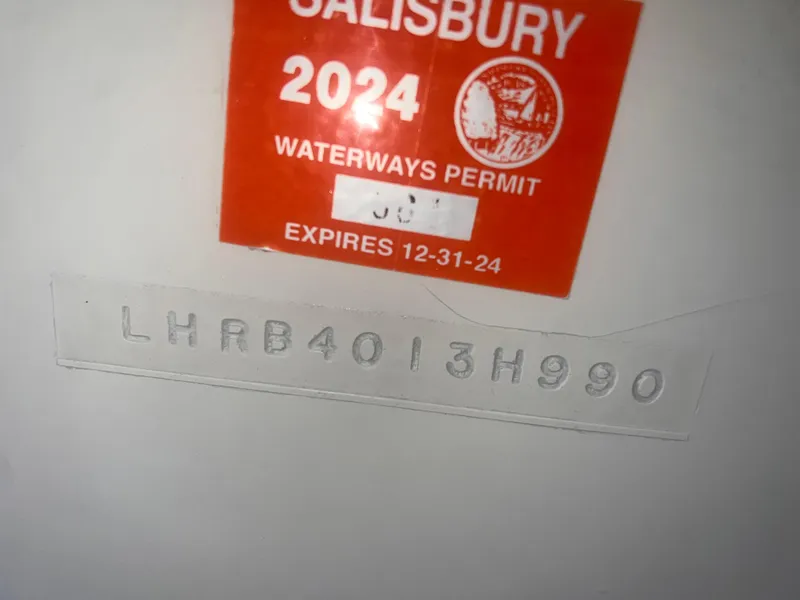 SALISBURY
2024
WATERWAYS PERMIT
EXPIRES 12-31-24
LHRB4013H990